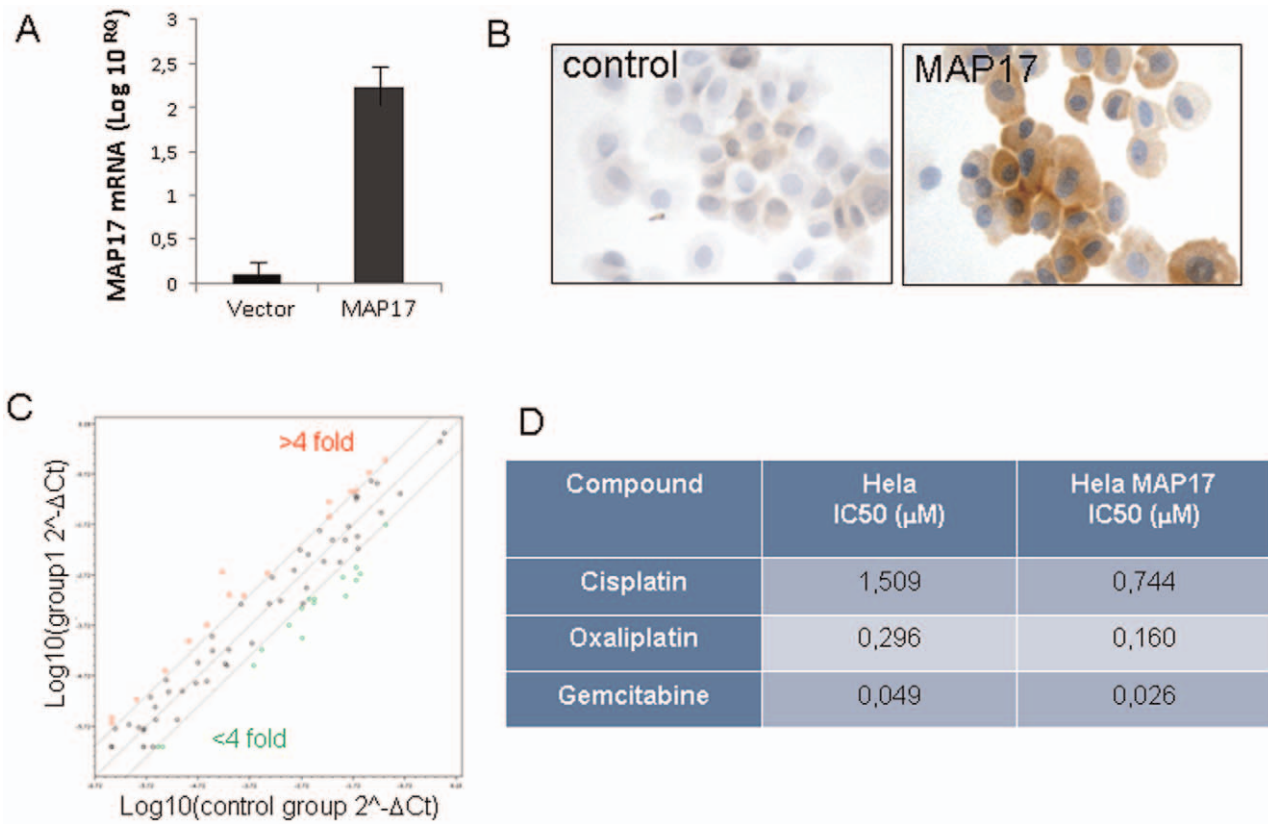 A
MAP17 mRNA (Log 10 RQ)
3
2,5
2
1,5
1
0,5
0
Vector
MAP17
B
control
MAP17
C
>4 fold
<4 fold
Log10(group1 2^-ΔCt)
Log10(control group 2^-ΔCt)
D
Compound
Hela
IC50 (µM)
Hela MAP17
IC50 (µM)
Cisplatin 1,509 0,744
Oxaliplatin 0,296 0,160
Gemcitabine 0,049 0,026